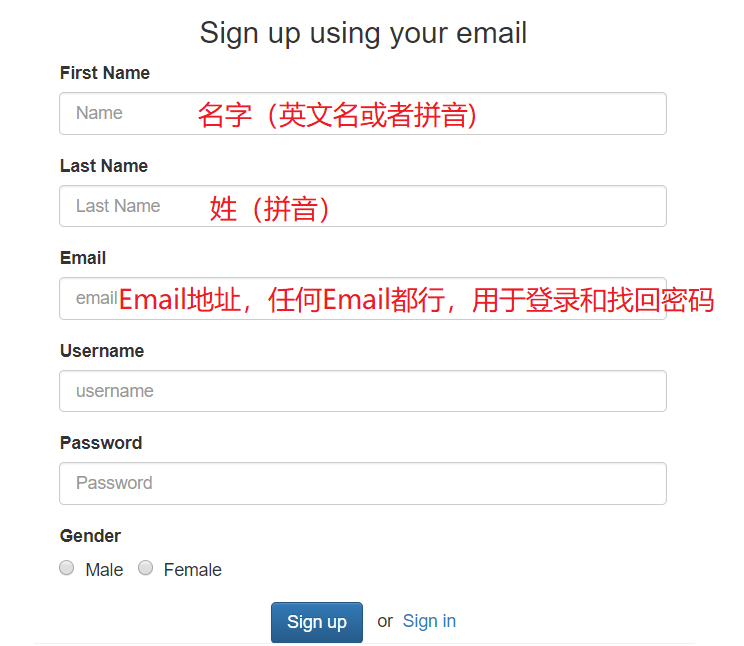 Sign up using your email
First Name
Name 名字（英文名或者拼音)
Last Name
Last Name 姓（拼音）
Email
email Email地址，任何Email都行，用于登录和找回密码
Username
username
Password
Password
Gender
Male Female
Sign up or Sign in